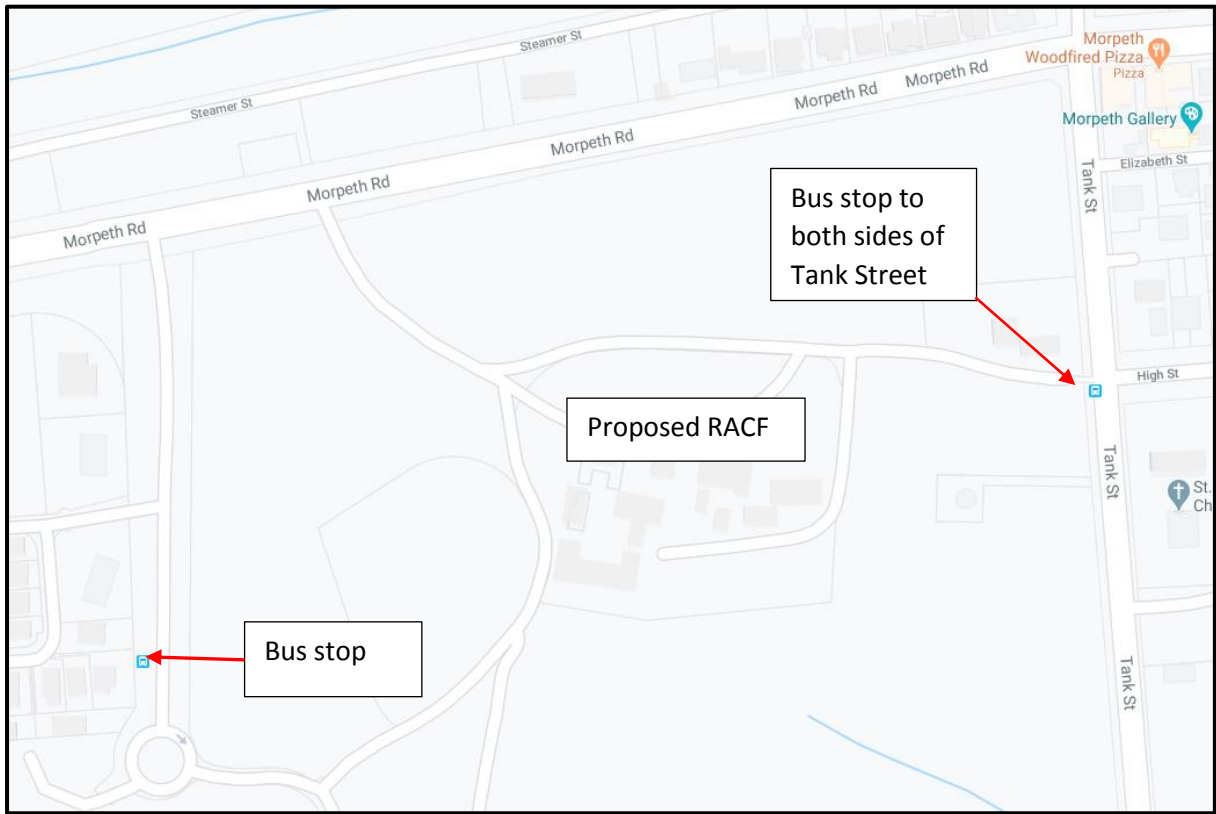 Steamer St
Morpeth
Woodfired Pizza
Pizza
Morpeth Rd
Morpeth Rd
Steamer St
Morpeth Gallery
Morpeth Rd
Elizabeth St
Tank St
Morpeth Rd
Bus stop to
both sides of
Tank Street
Morpeth Rd
High St
Proposed RACF
Tank St
St.
Ch
Bus stop
Tank St